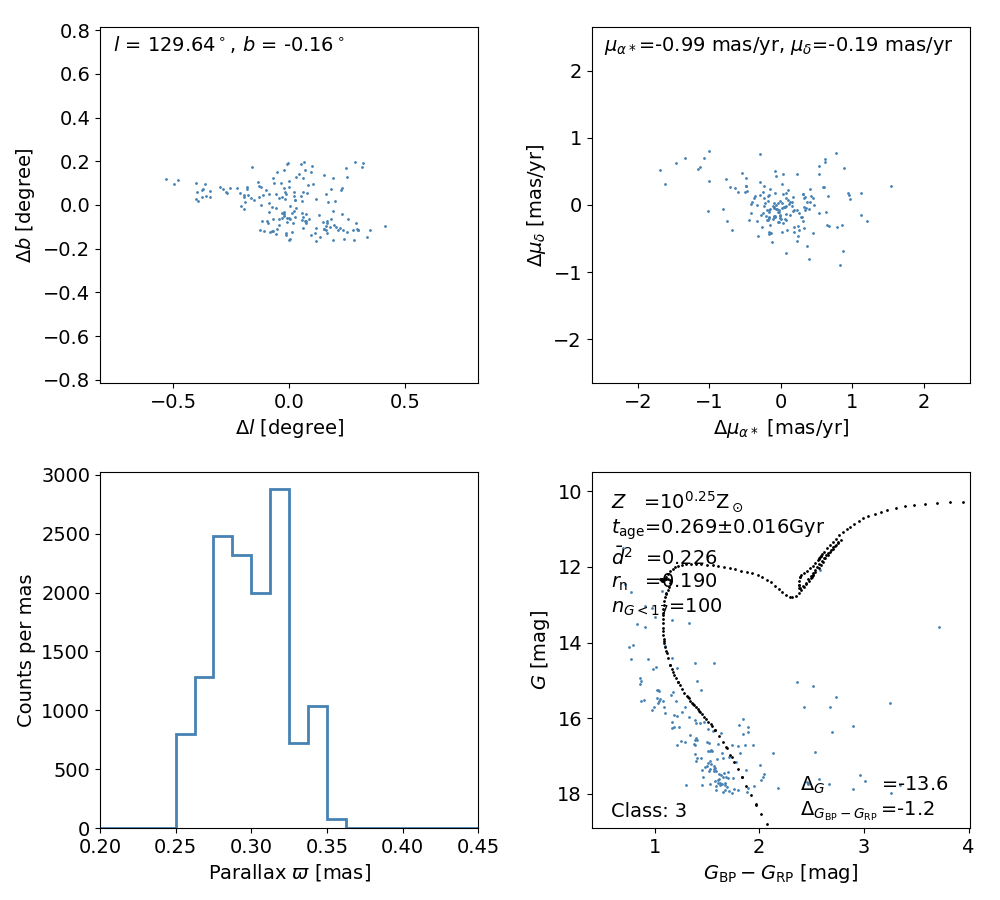 l = 129.64°, b = -0.16°
0.8
0.6
0.4
0.2
0.0
−0.2
−0.4
−0.6
−0.8
Δb [degree]
−0.5 0.0 0.5
Δl [degree]
μα∗=-0.99 mas/yr, μδ=-0.19 mas/yr
2
1
0
−1
−2
Δμδ [mas/yr]
−2 −1 0 1 2
Δμα∗ [mas/yr]
3000
2500
2000
1500
1000
500
0
Counts per mas
0.20 0.25 0.30 0.35 0.40 0.45
Parallax ϖ [mas]
Z =10^0.25 Z⊙
t_age=0.269±0.016Gyr
d̄² =0.226
r_n =0.190
n_G<17=100
10
12
14
16
18
G [mag]
Δ_G =-13.6
Class: 3 Δ_GBP−GRP=-1.2
1 2 3 4
G_BP − G_RP [mag]